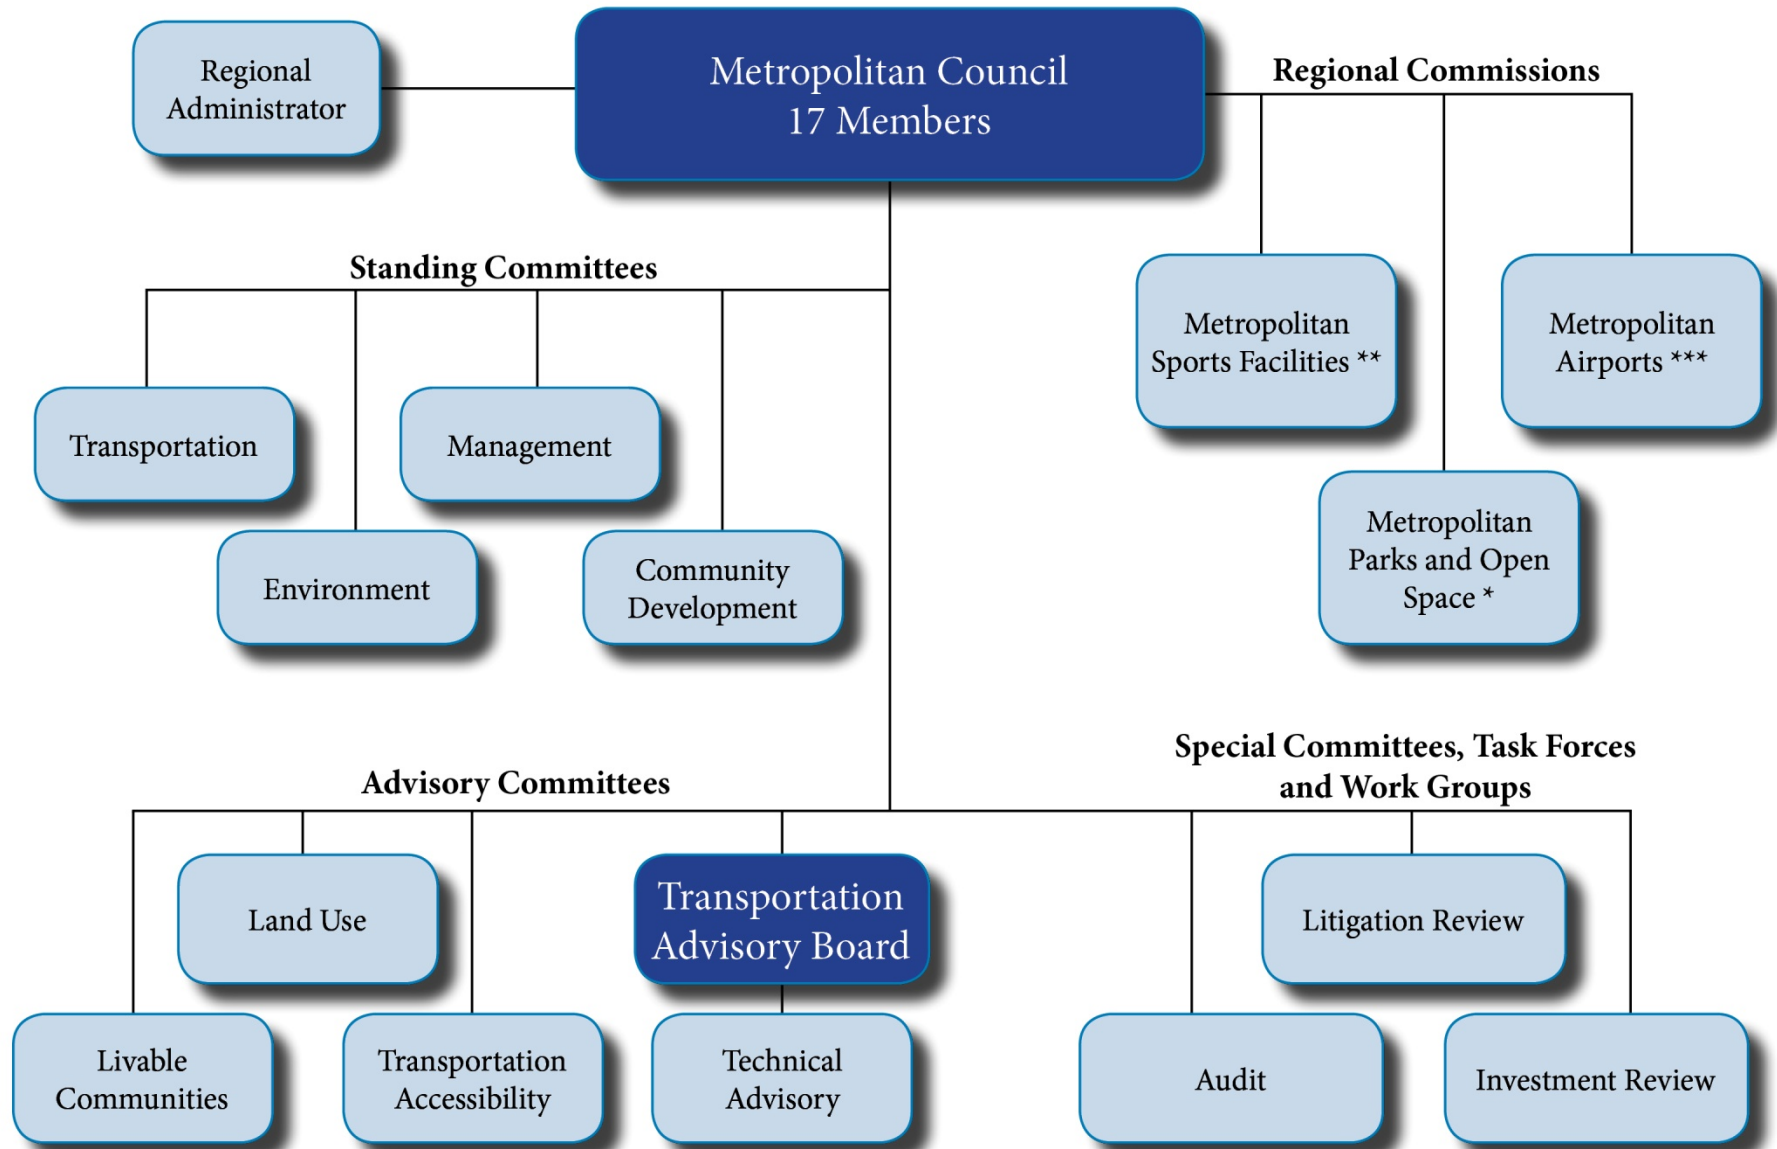 Regional
Administrator
Metropolitan Council
17 Members
Regional Commissions
Metropolitan
Sports Facilities **
Metropolitan
Airports ***
Metropolitan
Parks and Open
Space *
Standing Committees
Transportation
Management
Environment
Community
Development
Advisory Committees
Special Committees, Task Forces
and Work Groups
Land Use
Transportation
Advisory Board
Litigation Review
Livable
Communities
Transportation
Accessibility
Technical
Advisory
Audit
Investment Review